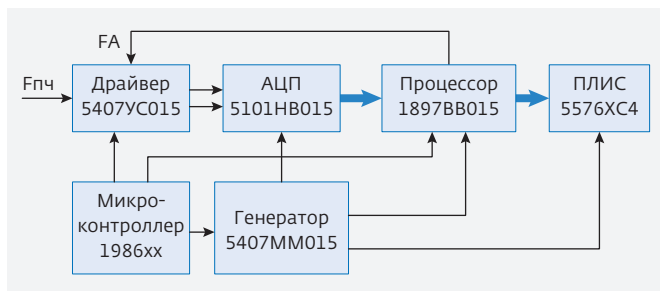 FA
Fпч
Драйвер
5407УС015
АЦП
5101НВ015
Процессор
1897ВВ015
ПЛИС
5576ХС4
Микро-
контроллер
1986хх
Генератор
5407ММ015